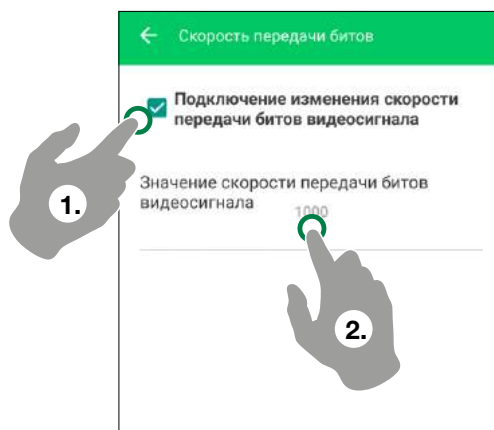 Скорость передачи битов
Подключение изменения скорости
передачи битов видеосигнала
1.
Значение скорости передачи битов
видеосигнала
1000
2.